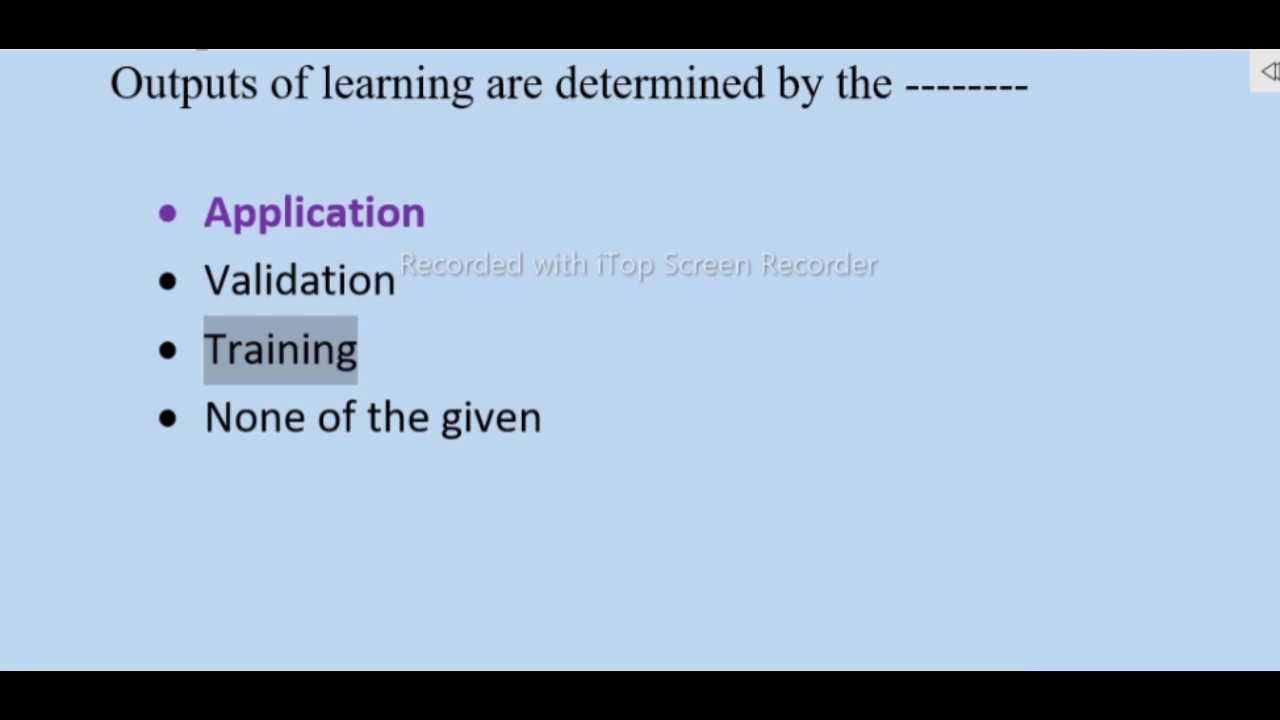 Outputs of learning are determined by the --------
• Application
• Validation
Recorded with iTop Screen Recorder
• Training
• None of the given